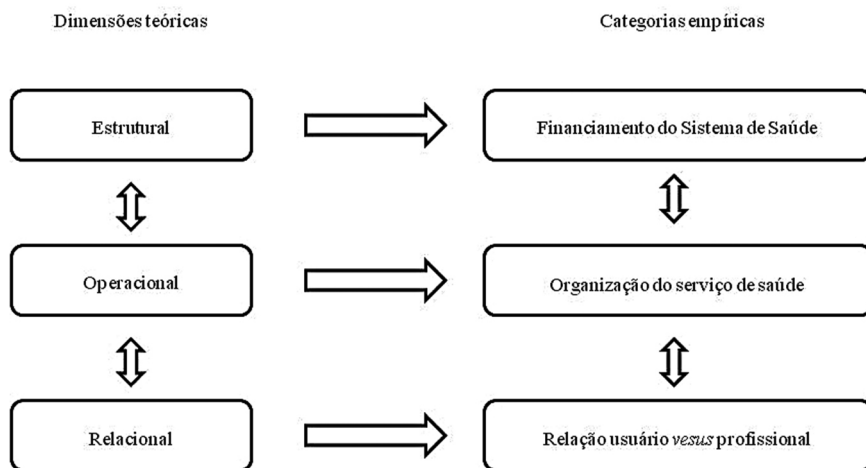 Dimensões teóricas
Categorias empíricas
Estrutural
Financiamento do Sistema de Saúde
Operacional
Organização do serviço de saúde
Relacional
Relação usuário vesus profissional